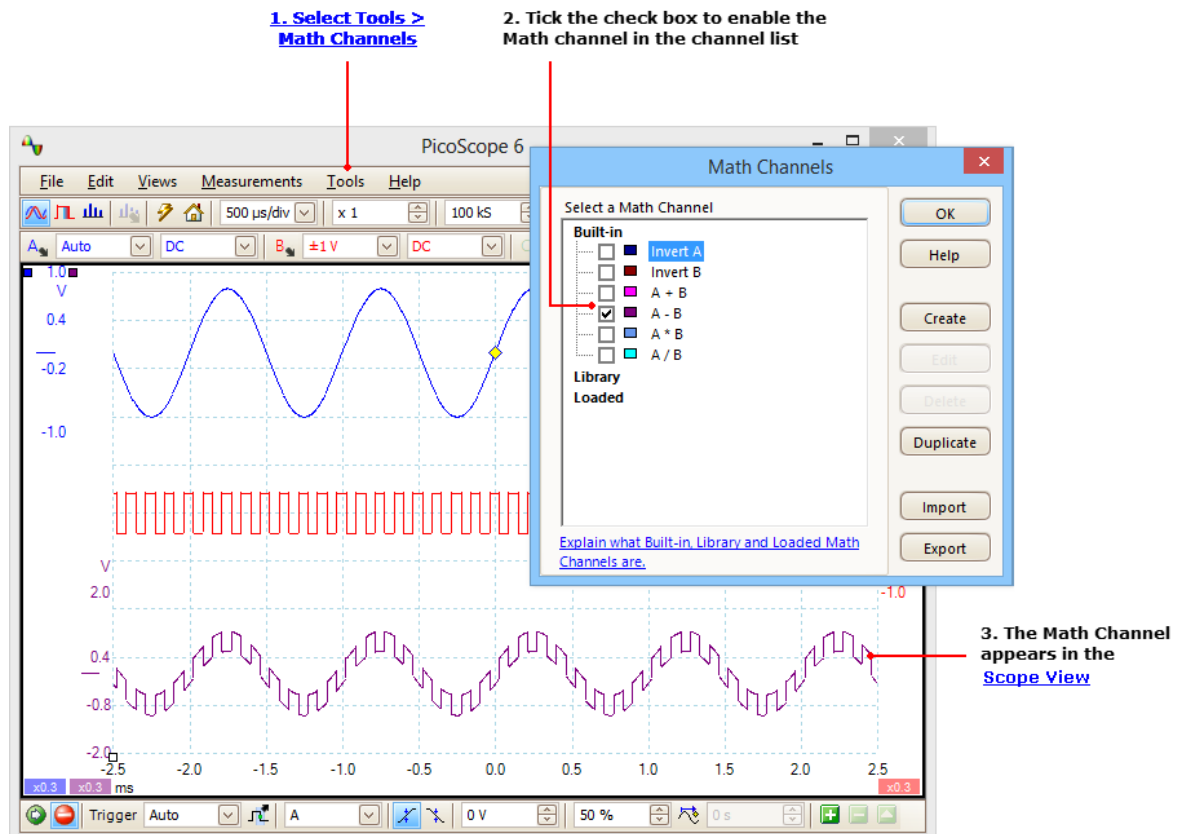 1. Select Tools >
Math Channels
2. Tick the check box to enable the
Math channel in the channel list
PicoScope 6
File Edit Views Measurements Tools Help
500 µs/div x 1 100 kS
A Auto DC B ±1 V DC
1.0
V
0.4
-0.2
-1.0
V
2.0
0.4
-0.8
-2.0
-1.0
-2.5 -2.0 -1.5 -1.0 -0.5 0.0 0.5 1.0 1.5 2.0 2.5
x0.3 x0.3 ms x0.3
Trigger Auto A 0 V 50 % 0 s
Math Channels
Select a Math Channel
Built-in
Invert A
Invert B
A + B
A - B
A * B
A / B
Library
Loaded
Explain what Built-in, Library and Loaded Math
Channels are.
OK
Help
Create
Edit
Delete
Duplicate
Import
Export
3. The Math Channel
appears in the
Scope View